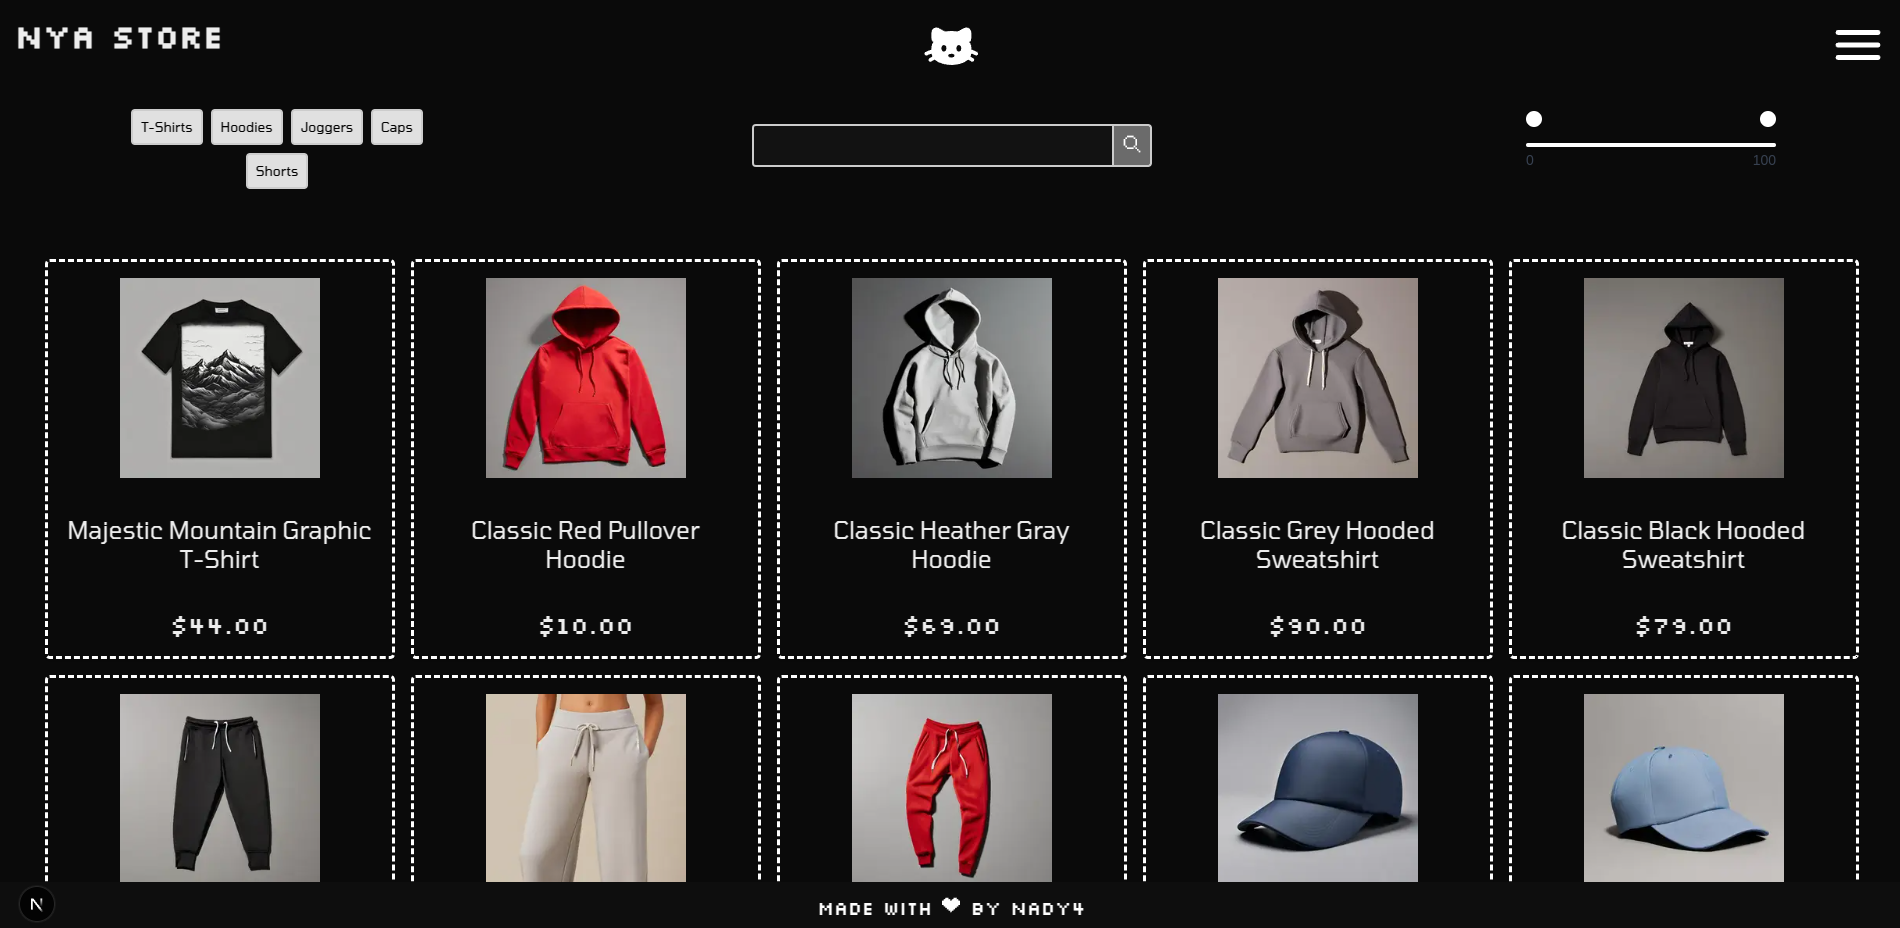 NYA STORE
T-Shirts
Hoodies
Joggers
Caps
Shorts
0
100
Majestic Mountain Graphic
T-Shirt
$44.00
Classic Red Pullover
Hoodie
$10.00
Classic Heather Gray
Hoodie
$69.00
Classic Grey Hooded
Sweatshirt
$90.00
Classic Black Hooded
Sweatshirt
$79.00
N
MADE WITH ♥ BY NADY4